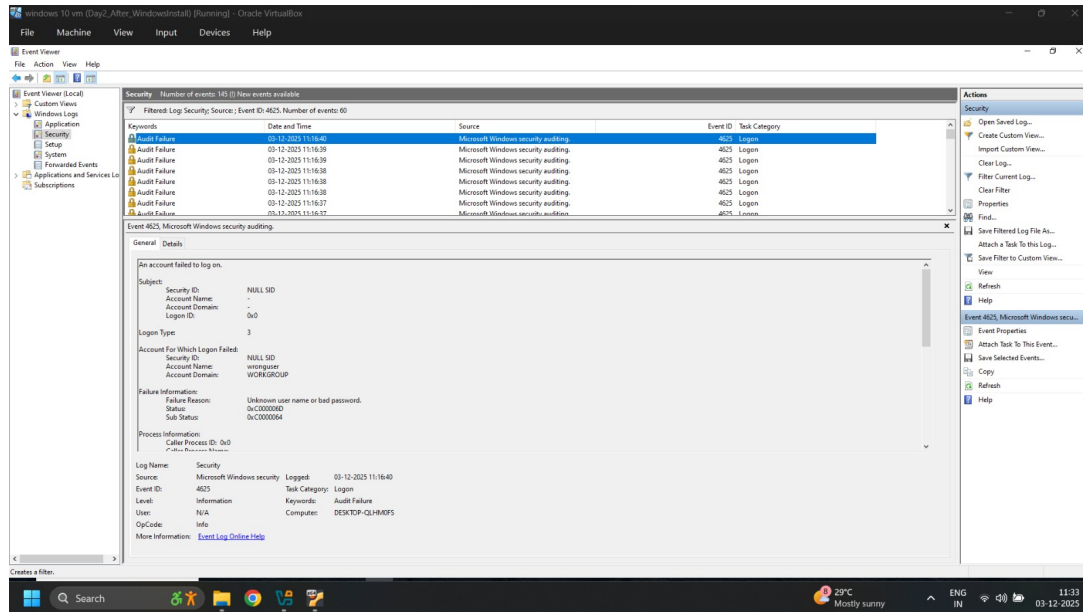 windows 10 vm (Day2_After_WindowsInstall) [Running] - Oracle VirtualBox
File Machine View Input Devices Help
Event Viewer
File Action View Help
Event Viewer (Local)
Custom Views
Windows Logs
Application
Security
Setup
System
Forwarded Events
Applications and Services Lo
Subscriptions
Security Number of events: 145 (!) New events available
Filtered: Log: Security; Source: ; Event ID: 4625. Number of events: 60
Keywords Date and Time Source Event ID Task Category
Audit Failure 03-12-2025 11:16:40 Microsoft Windows security auditing. 4625 Logon
Audit Failure 03-12-2025 11:16:39 Microsoft Windows security auditing. 4625 Logon
Audit Failure 03-12-2025 11:16:39 Microsoft Windows security auditing. 4625 Logon
Audit Failure 03-12-2025 11:16:38 Microsoft Windows security auditing. 4625 Logon
Audit Failure 03-12-2025 11:16:38 Microsoft Windows security auditing. 4625 Logon
Audit Failure 03-12-2025 11:16:38 Microsoft Windows security auditing. 4625 Logon
Audit Failure 03-12-2025 11:16:37 Microsoft Windows security auditing. 4625 Logon
Audit Failure 03-12-2025 11:16:37 Microsoft Windows security auditing 4625 Logon
Event 4625, Microsoft Windows security auditing.
General Details
An account failed to log on.
Subject:
Security ID: NULL SID
Account Name: -
Account Domain: -
Logon ID: 0x0
Logon Type: 3
Account For Which Logon Failed:
Security ID: NULL SID
Account Name: wronguser
Account Domain: WORKGROUP
Failure Information:
Failure Reason: Unknown user name or bad password.
Status: 0xC000006D
Sub Status: 0xC0000064
Process Information:
Caller Process ID: 0x0
Caller Process Name:
Log Name: Security
Source: Microsoft Windows security Logged: 03-12-2025 11:16:40
Event ID: 4625 Task Category: Logon
Level: Information Keywords: Audit Failure
User: N/A Computer: DESKTOP-QLHM0FS
OpCode: Info
More Information: Event Log Online Help
Actions
Security
Open Saved Log...
Create Custom View...
Import Custom View...
Clear Log...
Filter Current Log...
Clear Filter
Properties
Find...
Save Filtered Log File As...
Attach a Task To this Log...
Save Filter to Custom View...
View
Refresh
Help
Event 4625, Microsoft Windows secu...
Event Properties
Attach Task To This Event...
Save Selected Events...
Copy
Refresh
Help
Creates a filter.
Search
29°C
Mostly sunny
ENG
IN
11:33
03-12-2025